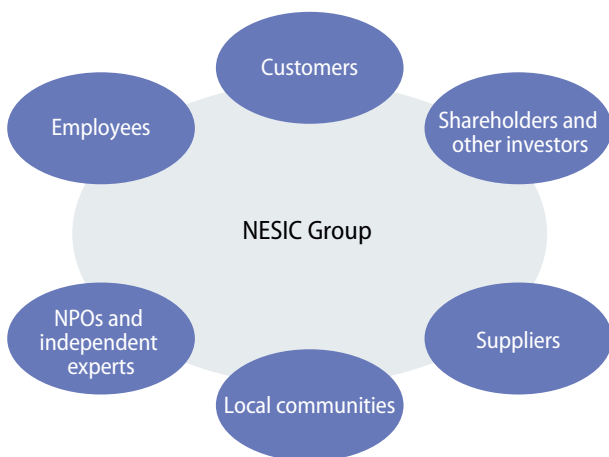 Customers
Employees
Shareholders and
other investors
NESIC Group
NPOs and
independent
experts
Suppliers
Local communities